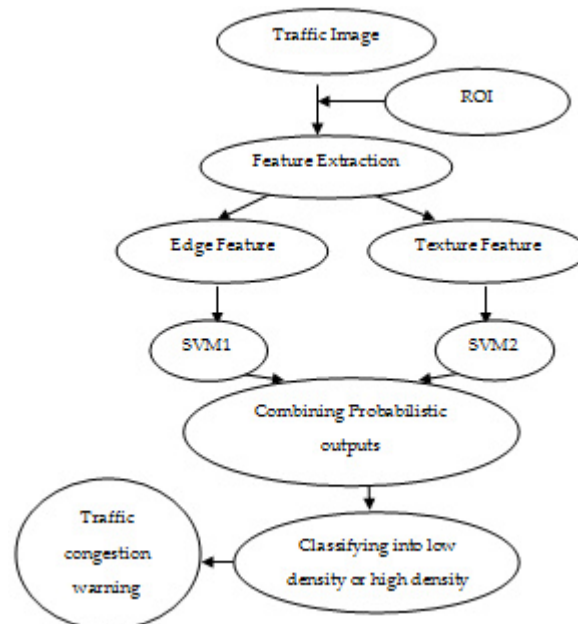 Traffic Image
ROI
Feature Extraction
Edge Feature
Texture Feature
SVM1
SVM2
Combining Probabilistic
outputs
Traffic
congestion
warning
Classifying into low
density or high density